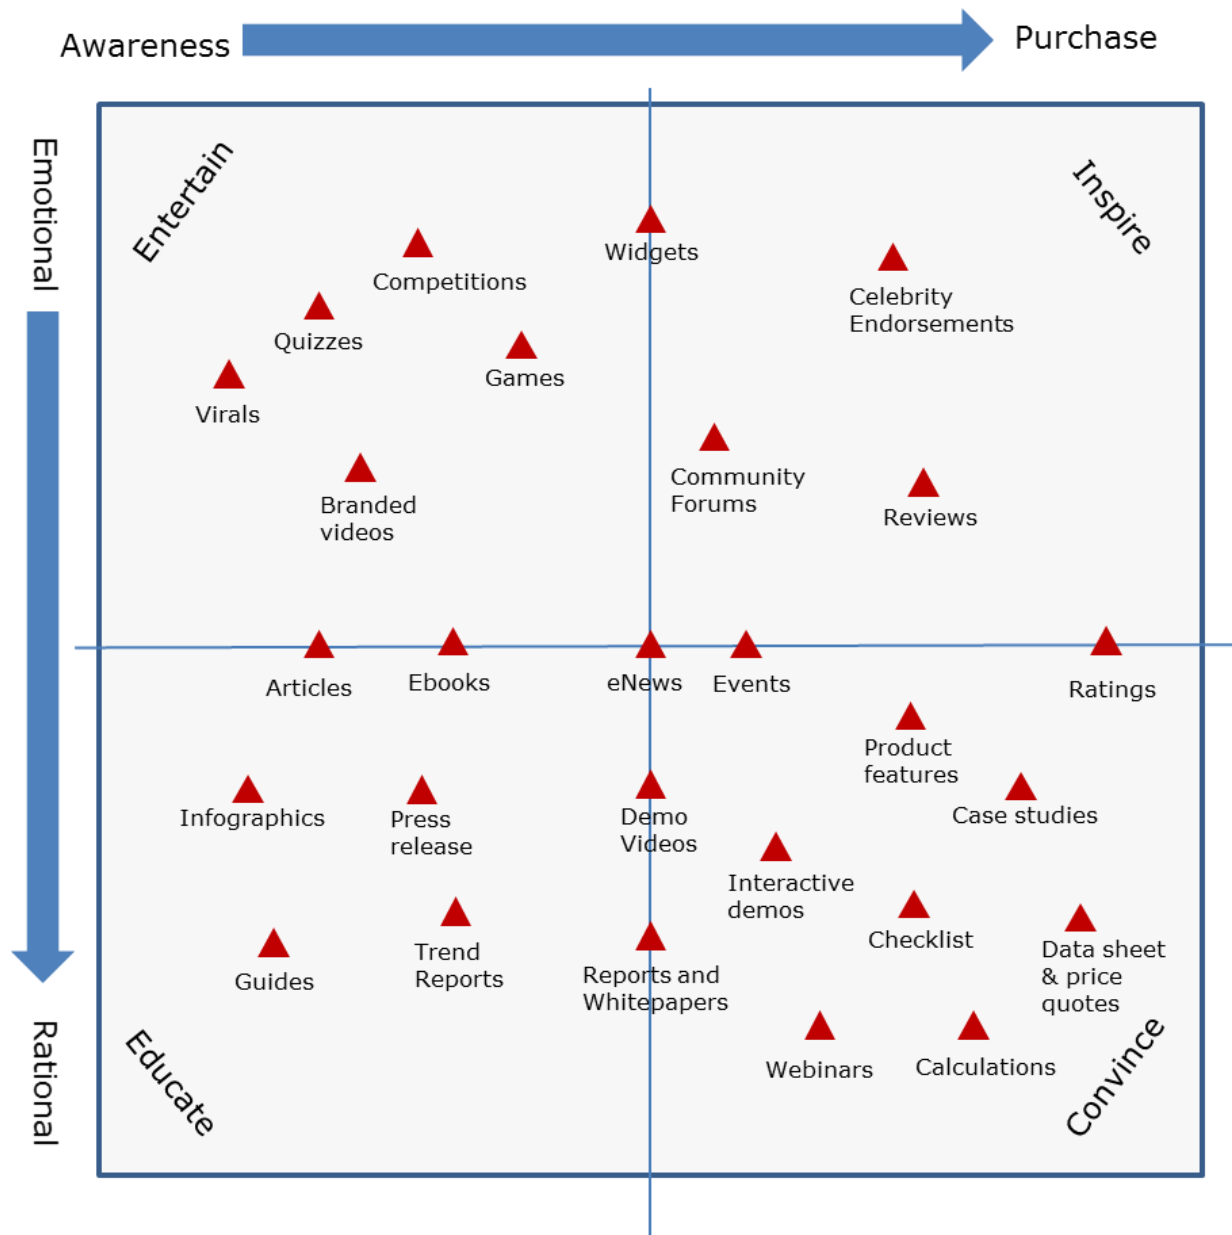 Awareness
Purchase
Emotional
Rational
Entertain
Inspire
Widgets
Competitions
Celebrity
Endorsements
Quizzes
Games
Virals
Community
Forums
Branded
videos
Reviews
Articles
Ebooks
eNews
Events
Ratings
Product
features
Infographics
Press
release
Demo
Videos
Case studies
Interactive
demos
Checklist
Data sheet
& price
quotes
Guides
Trend
Reports
Reports and
Whitepapers
Webinars
Calculations
Educate
Convince